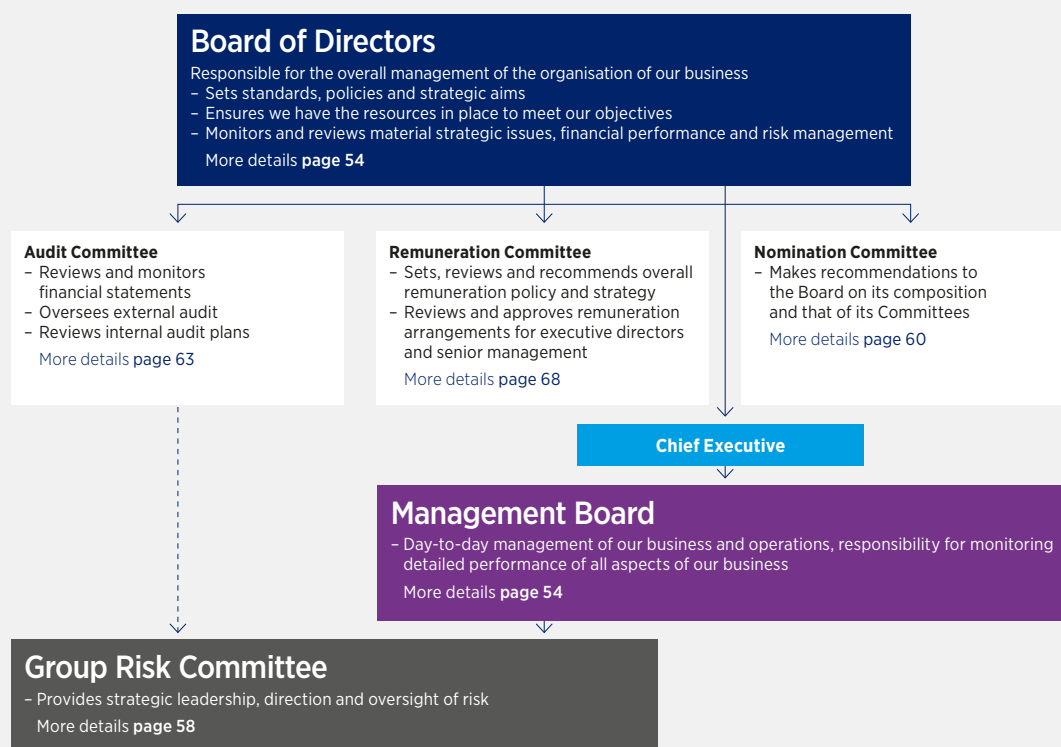 Board of Directors
Responsible for the overall management of the organisation of our business
– Sets standards, policies and strategic aims
– Ensures we have the resources in place to meet our objectives
– Monitors and reviews material strategic issues, financial performance and risk management
More details page 54
Audit Committee
– Reviews and monitors
financial statements
– Oversees external audit
– Reviews internal audit plans
More details page 63
Remuneration Committee
– Sets, reviews and recommends overall
remuneration policy and strategy
– Reviews and approves remuneration
arrangements for executive directors
and senior management
More details page 68
Nomination Committee
– Makes recommendations to
the Board on its composition
and that of its Committees
More details page 60
Chief Executive
Management Board
– Day-to-day management of our business and operations, responsibility for monitoring
detailed performance of all aspects of our business
More details page 54
Group Risk Committee
– Provides strategic leadership, direction and oversight of risk
More details page 58